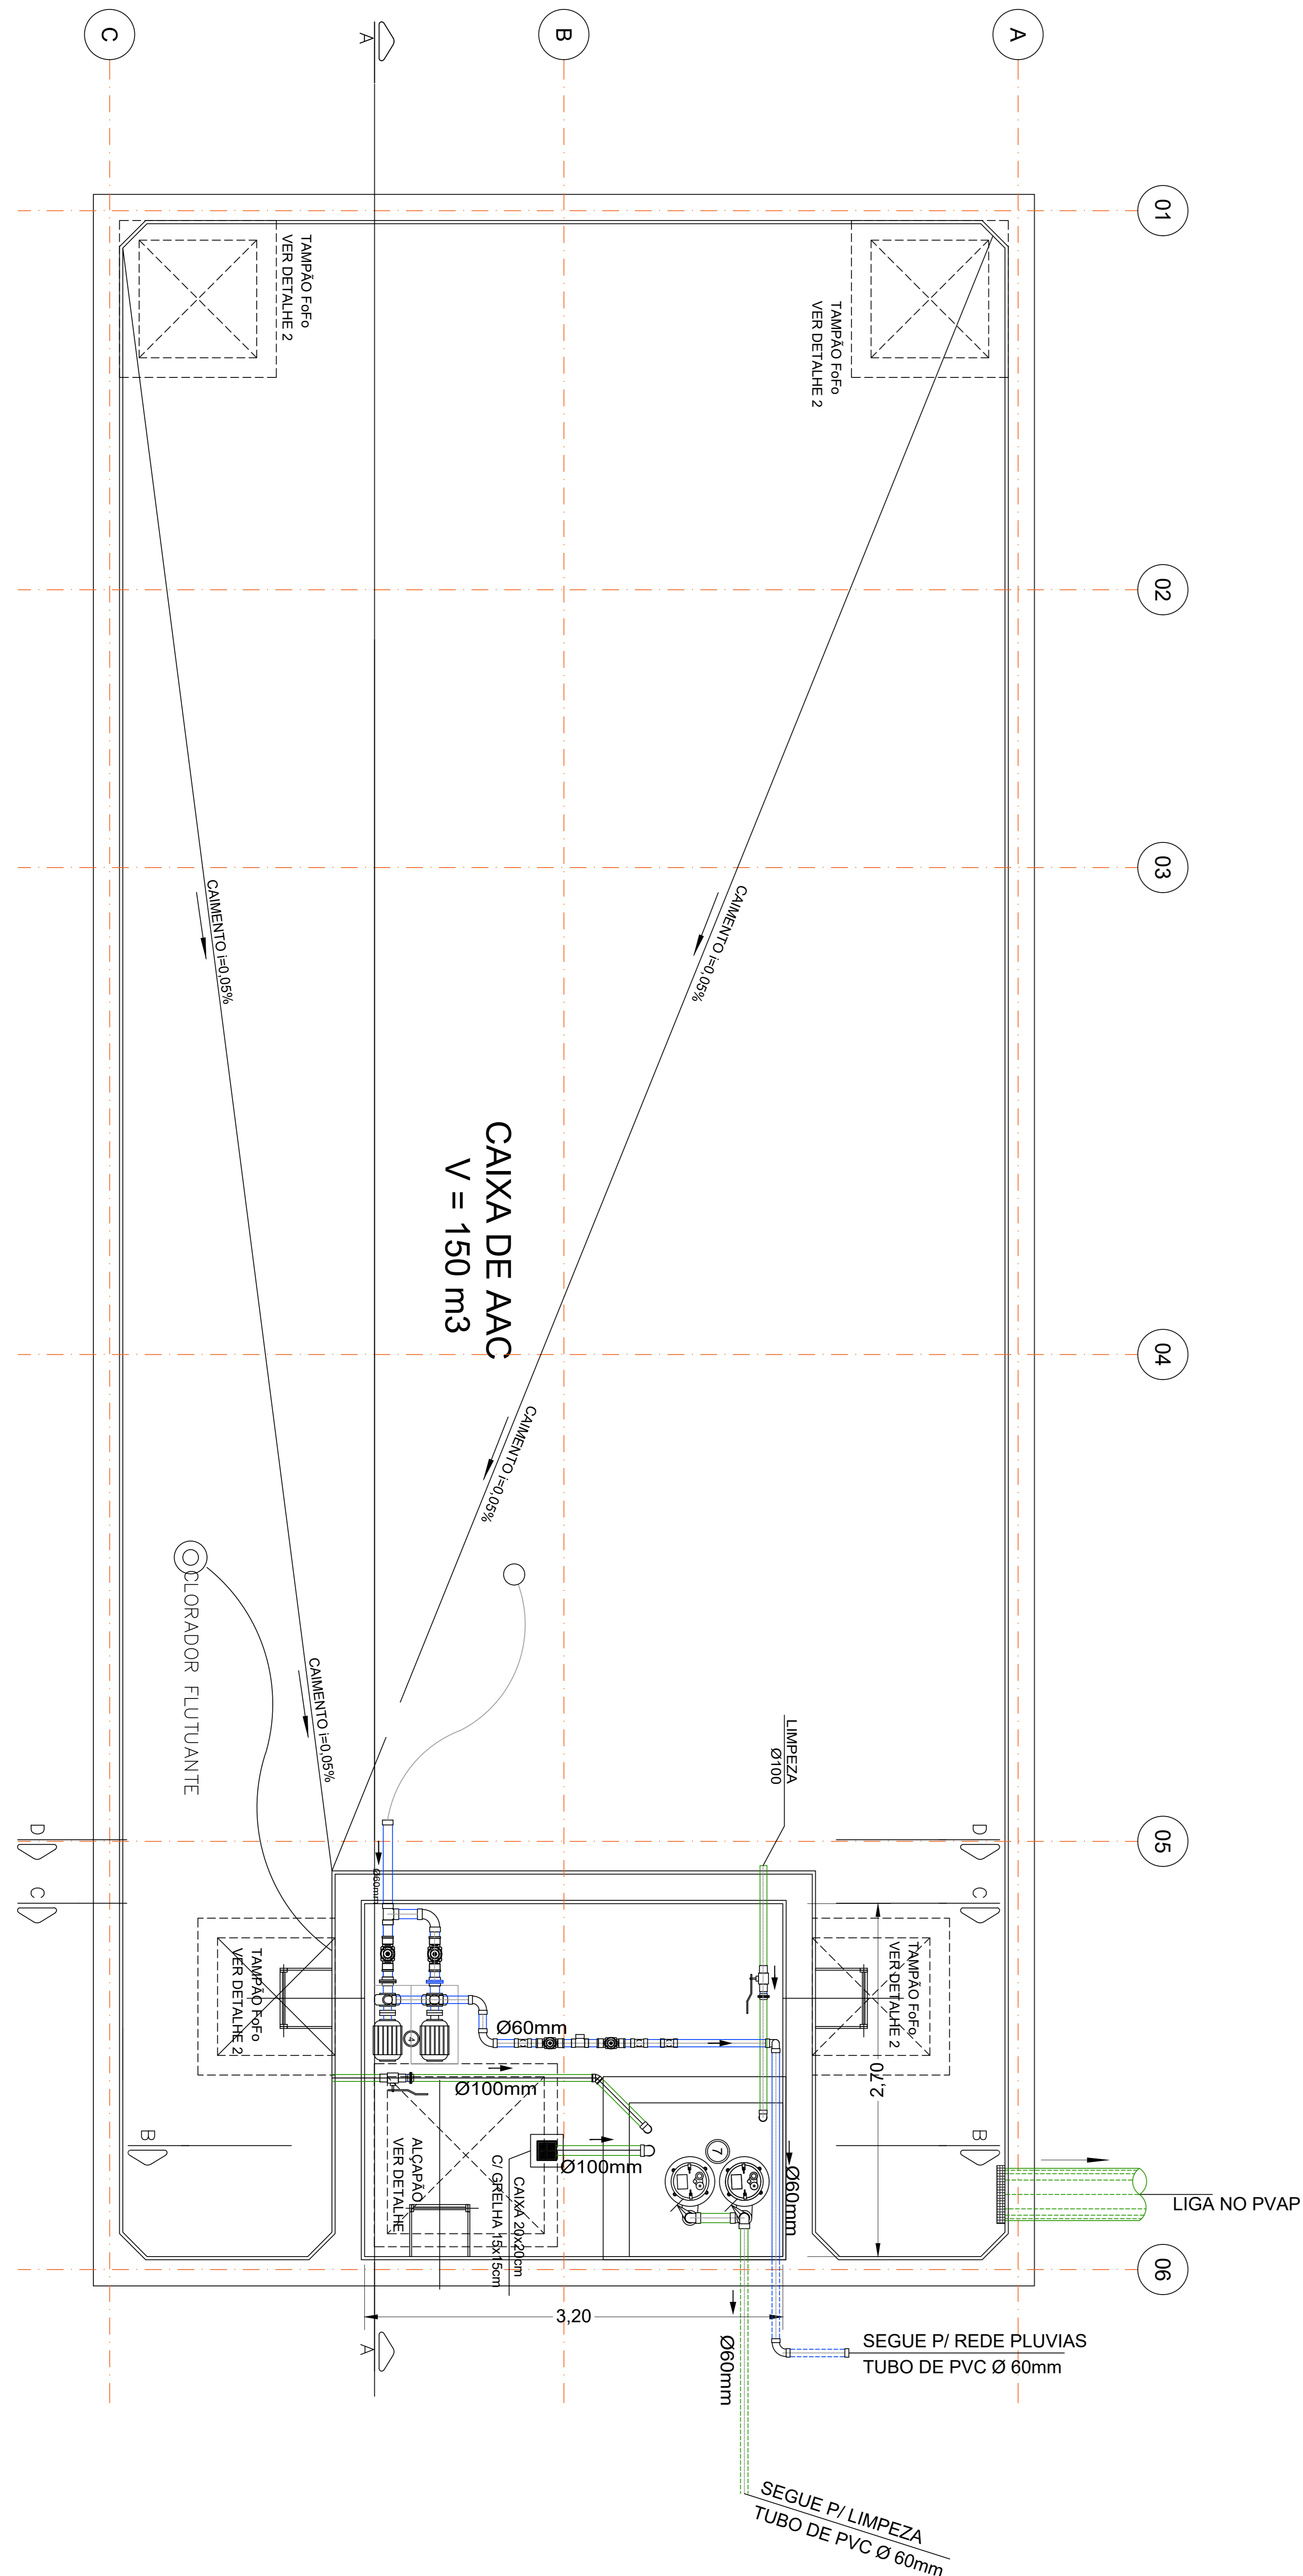 C
A
B
A
01
TAMPÃO FoFo
VER DETALHE 2
TAMPÃO FoFo
VER DETALHE 2
02
03
CAIMENTO i=0,05%
CAIMENTO i=0,05%
CAIXA DE AAC
V = 150 m3
04
CAIMENTO i=0,05%
CLORADOR FLUTUANTE
CAIMENTO i=0,05%
LIMPEZA
Ø100
D
D
05
C
C
Ø60mm
TAMPÃO FoFo
VER DETALHE 2
TAMPÃO FoFo
VER DETALHE 2
4
Ø60mm
2,70
Ø100mm
B
B
ALÇAPÃO
VER DETALHE
CAIXA 20x20cm
C/ GRELHA 15x15cm
Ø100mm
7
Ø60mm
LIGA NO PVAP
06
3,20
A
Ø60mm
SEGUE P/ REDE PLUVIAS
TUBO DE PVC Ø 60mm
SEGUE P/ LIMPEZA
TUBO DE PVC Ø 60mm